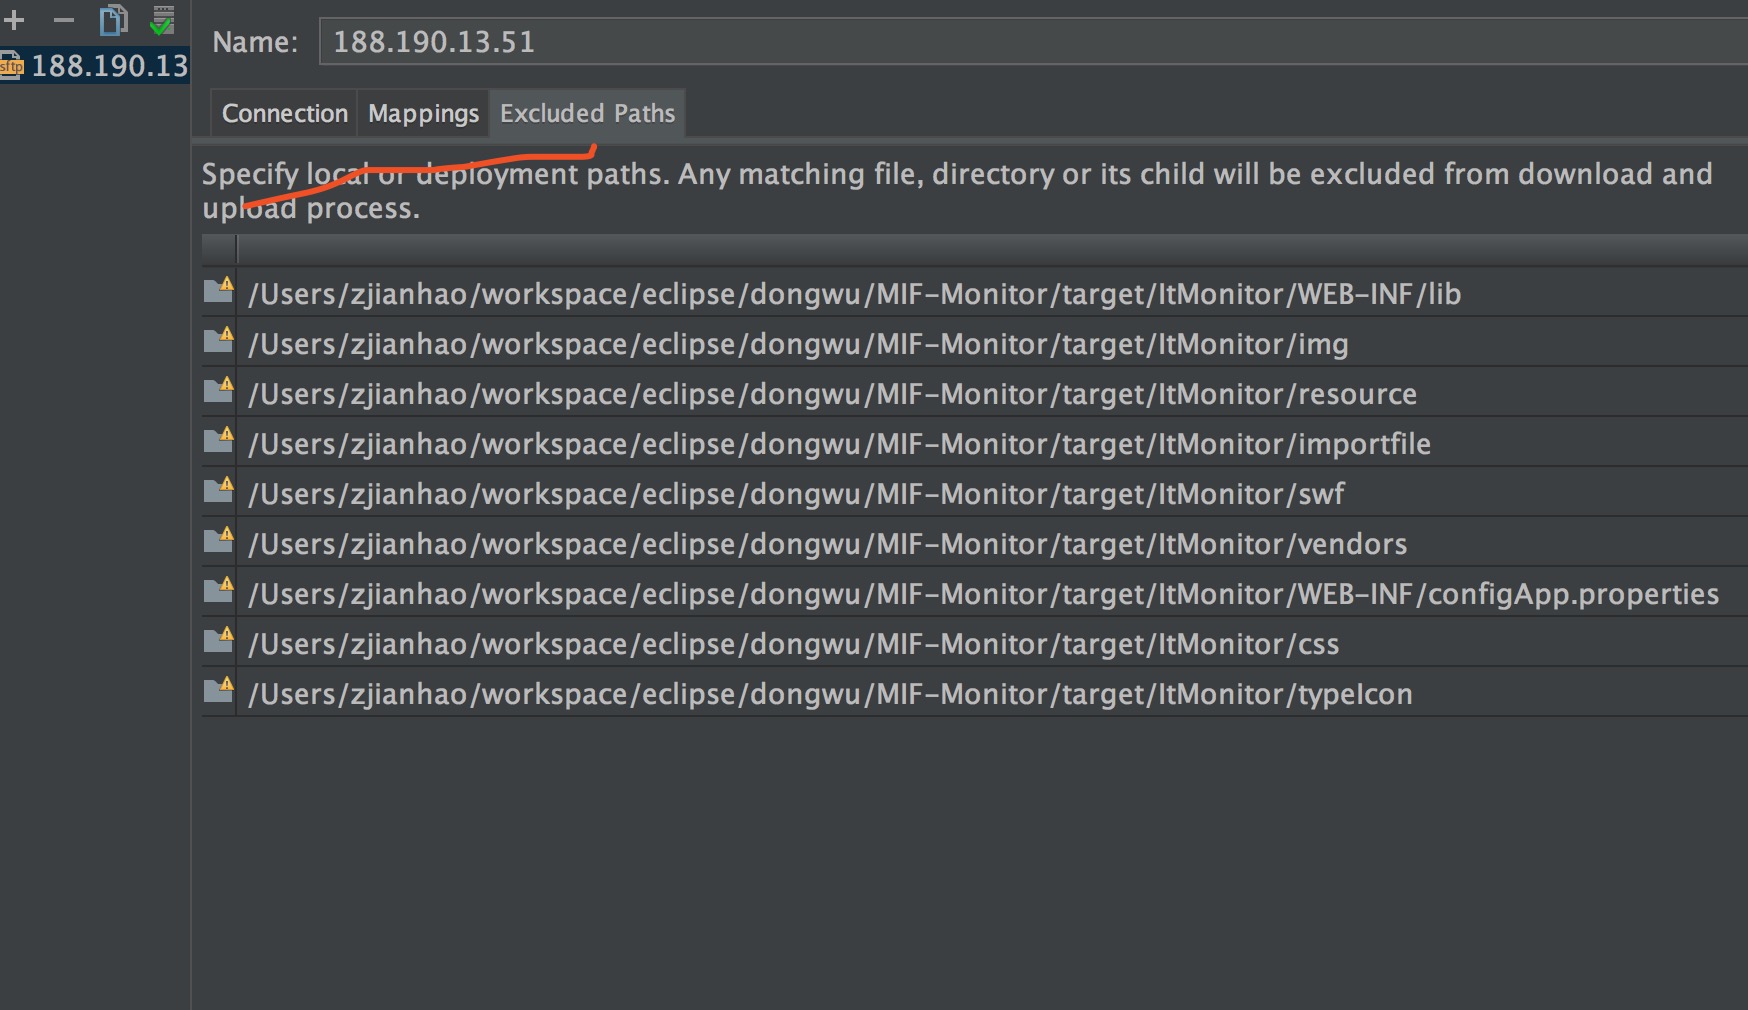 Name: 188.190.13.51
sftp 188.190.13
Connection Mappings Excluded Paths
Specify local or deployment paths. Any matching file, directory or its child will be excluded from download and
upload process.
/Users/zjianhao/workspace/eclipse/dongwu/MIF-Monitor/target/ltMonitor/WEB-INF/lib
/Users/zjianhao/workspace/eclipse/dongwu/MIF-Monitor/target/ltMonitor/img
/Users/zjianhao/workspace/eclipse/dongwu/MIF-Monitor/target/ltMonitor/resource
/Users/zjianhao/workspace/eclipse/dongwu/MIF-Monitor/target/ltMonitor/importfile
/Users/zjianhao/workspace/eclipse/dongwu/MIF-Monitor/target/ltMonitor/swf
/Users/zjianhao/workspace/eclipse/dongwu/MIF-Monitor/target/ltMonitor/vendors
/Users/zjianhao/workspace/eclipse/dongwu/MIF-Monitor/target/ltMonitor/WEB-INF/configApp.properties
/Users/zjianhao/workspace/eclipse/dongwu/MIF-Monitor/target/ltMonitor/css
/Users/zjianhao/workspace/eclipse/dongwu/MIF-Monitor/target/ltMonitor/typeIcon